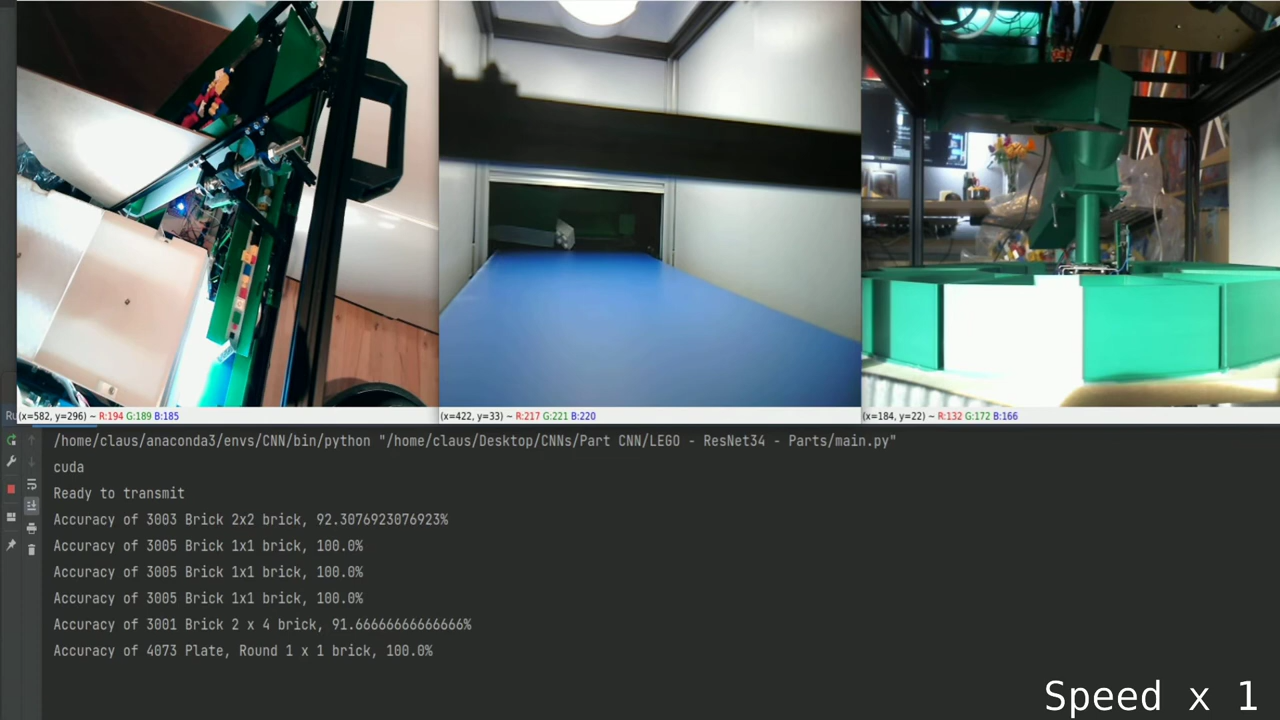 (x=582, y=296) ~ R:194 G:189 B:185
(x=422, y=33) ~ R:217 G:221 B:220
(x=184, y=22) ~ R:132 G:172 B:166
Ru
/home/claus/anaconda3/envs/CNN/bin/python "/home/claus/Desktop/CNNs/Part CNN/LEGO - ResNet34 - Parts/main.py"
cuda
Ready to transmit
Accuracy of 3003 Brick 2x2 brick, 92.3076923076923%
Accuracy of 3005 Brick 1x1 brick, 100.0%
Accuracy of 3005 Brick 1x1 brick, 100.0%
Accuracy of 3005 Brick 1x1 brick, 100.0%
Accuracy of 3001 Brick 2 x 4 brick, 91.66666666666666%
Accuracy of 4073 Plate, Round 1 x 1 brick, 100.0%
Speed x 1